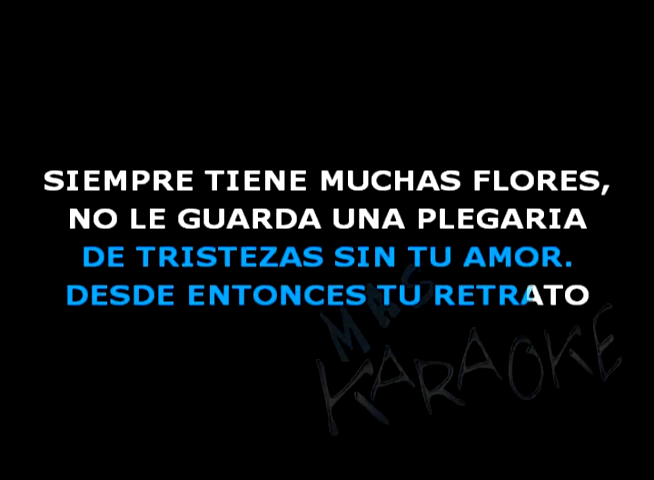 SIEMPRE TIENE MUCHAS FLORES,
NO LE GUARDA UNA PLEGARIA
DE TRISTEZAS SIN TU AMOR.
DESDE ENTONCES TU RETRATO
MAS
KARAOKE